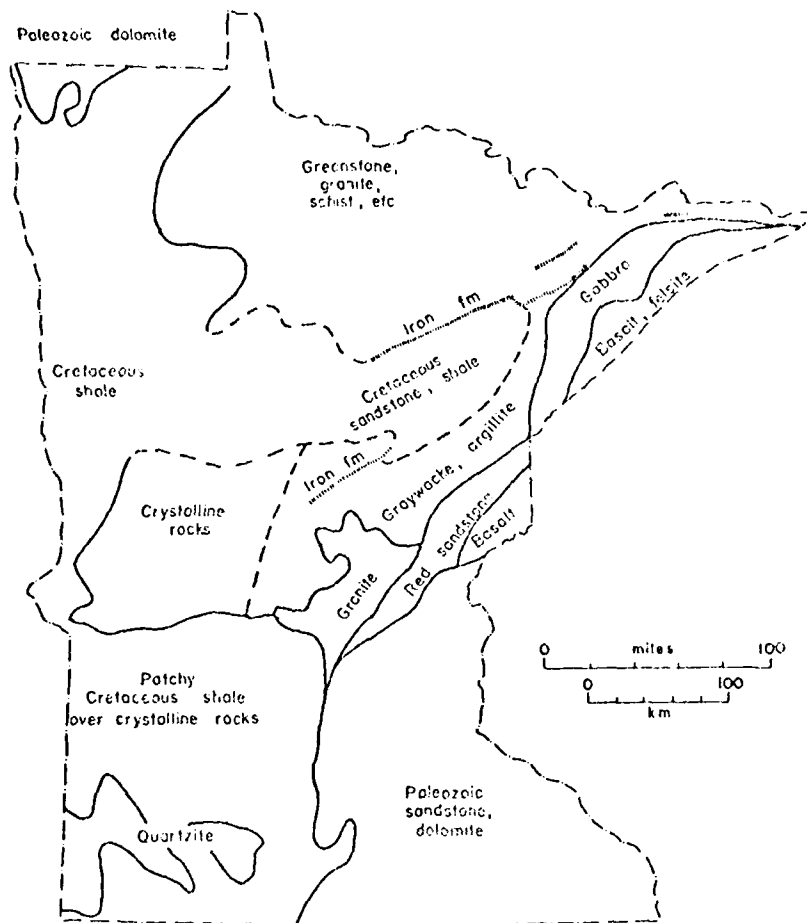 Paleozoic dolomite
Greenstone,
granite,
schist, etc
Gabbro
Basalt, felsite
Iron fm
Cretaceous
shale
Cretaceous
sandstone, shale
Iron fm
Graywacke, argillite
Crystalline
rocks
Red sandstone
Basalt
Granite
0 miles 100
0 100
km
Patchy
Cretaceous shale
over crystalline rocks
Paleozoic
sandstone,
dolomite
Quartzite